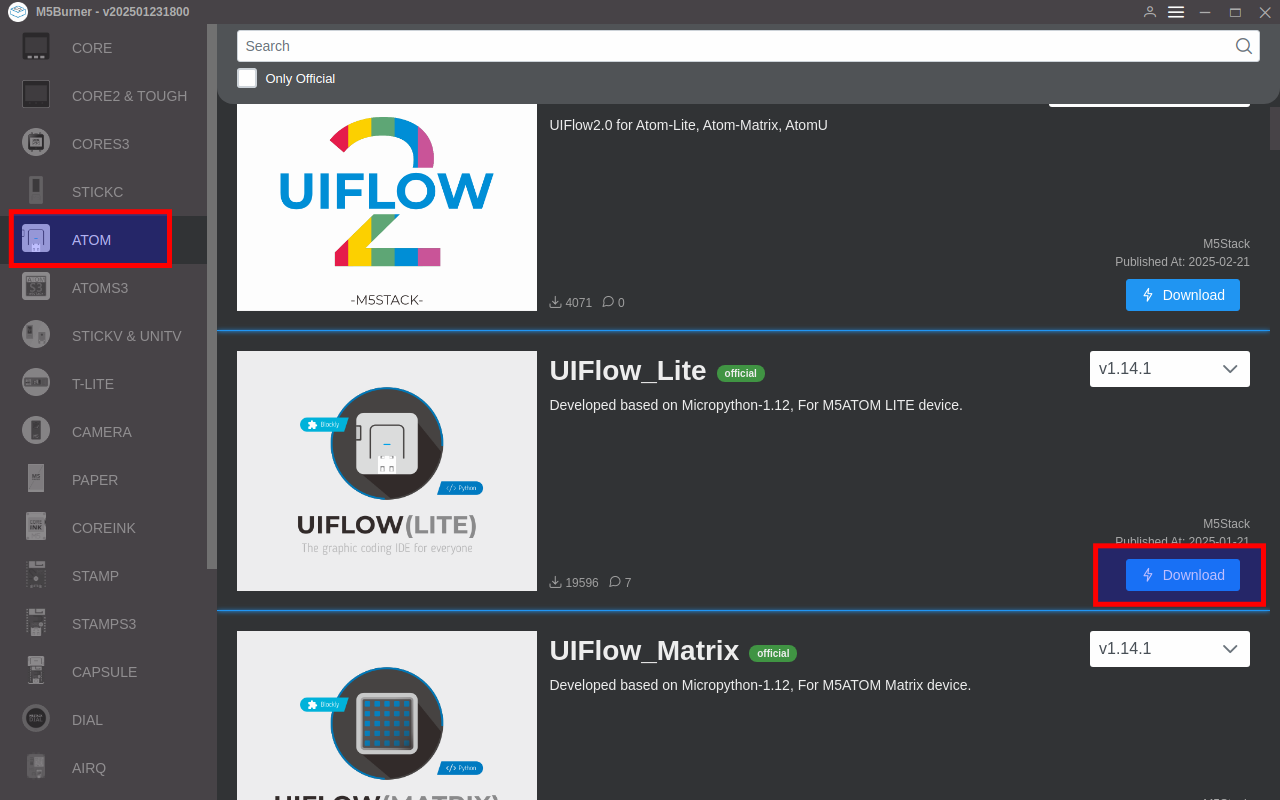 M5Burner - v202501231800
CORE
CORE2 & TOUGH
CORES3
STICKC
ATOM
ATOMS3
STICKV & UNITV
T-LITE
CAMERA
PAPER
COREINK
STAMP
STAMPS3
CAPSULE
DIAL
AIRQ
Search
Only Official
UIFLOW
2
-M5STACK-
UIFlow2.0 for Atom-Lite, Atom-Matrix, AtomU
M5Stack
Published At: 2025-02-21
4071 0
Download
Blockly
</> Python
UIFLOW(LITE)
The graphic coding IDE for everyone
UIFlow_Lite official
v1.14.1
Developed based on Micropython-1.12, For M5ATOM LITE device.
M5Stack
Published At: 2025-01-21
19596 7
Download
Blockly
</> Python
UIFLOW(MATRIX)
UIFlow_Matrix official
v1.14.1
Developed based on Micropython-1.12, For M5ATOM Matrix device.
M5Stack